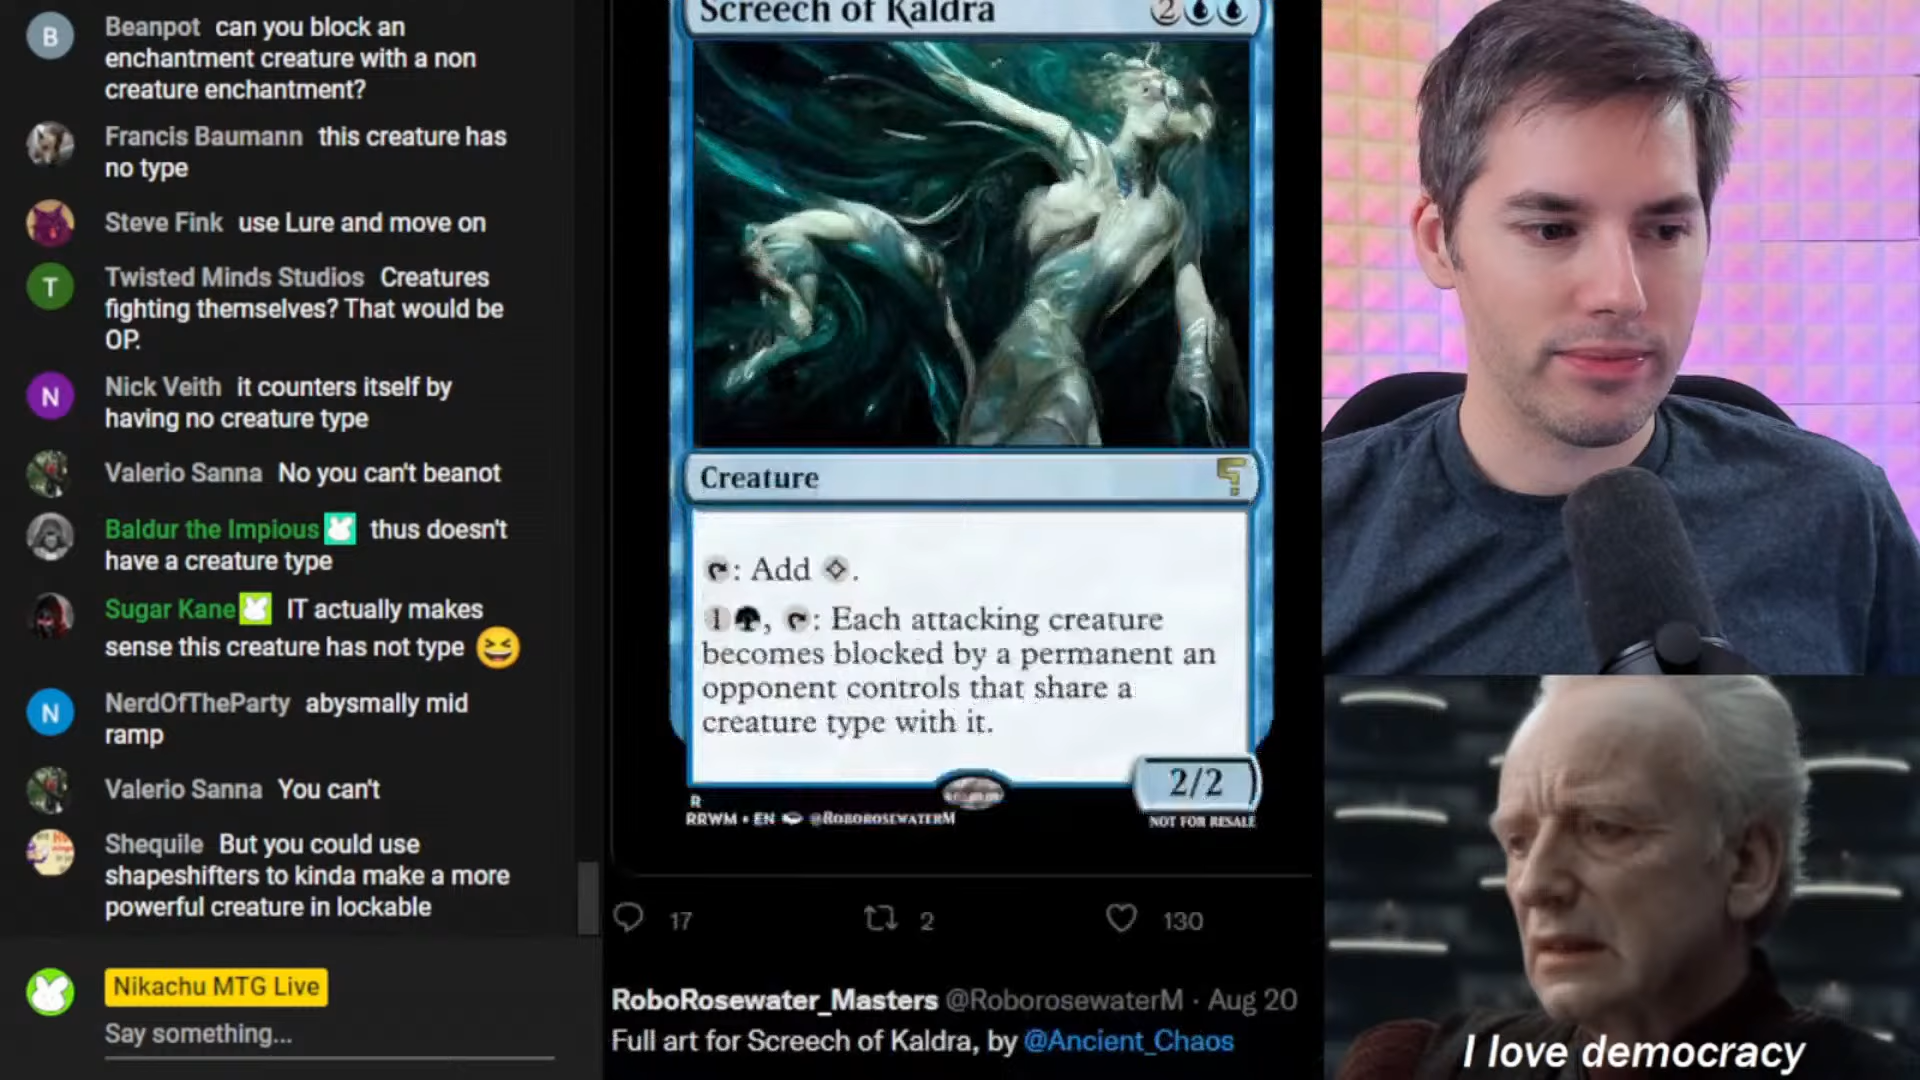 B
Beanpot can you block an
enchantment creature with a non
creature enchantment?
Francis Baumann this creature has
no type
Steve Fink use Lure and move on
T
Twisted Minds Studios Creatures
fighting themselves? That would be
OP.
N
Nick Veith it counters itself by
having no creature type
Valerio Sanna No you can't beanot
Baldur the Impious thus doesn't
have a creature type
Sugar Kane IT actually makes
sense this creature has not type
N
NerdOfTheParty abysmally mid
ramp
Valerio Sanna You can't
Shequile But you could use
shapeshifters to kinda make a more
powerful creature in lockable
Nikachu MTG Live
Say something...
Screech of Kaldra
2
Creature
: Add .
1 , : Each attacking creature
becomes blocked by a permanent an
opponent controls that share a
creature type with it.
2/2
R
RRWM • EN @ROBOROSEWATERM
NOT FOR RESALE
17
2
130
RoboRosewater_Masters @RoborosewaterM · Aug 20
Full art for Screech of Kaldra, by @Ancient_Chaos
I love democracy